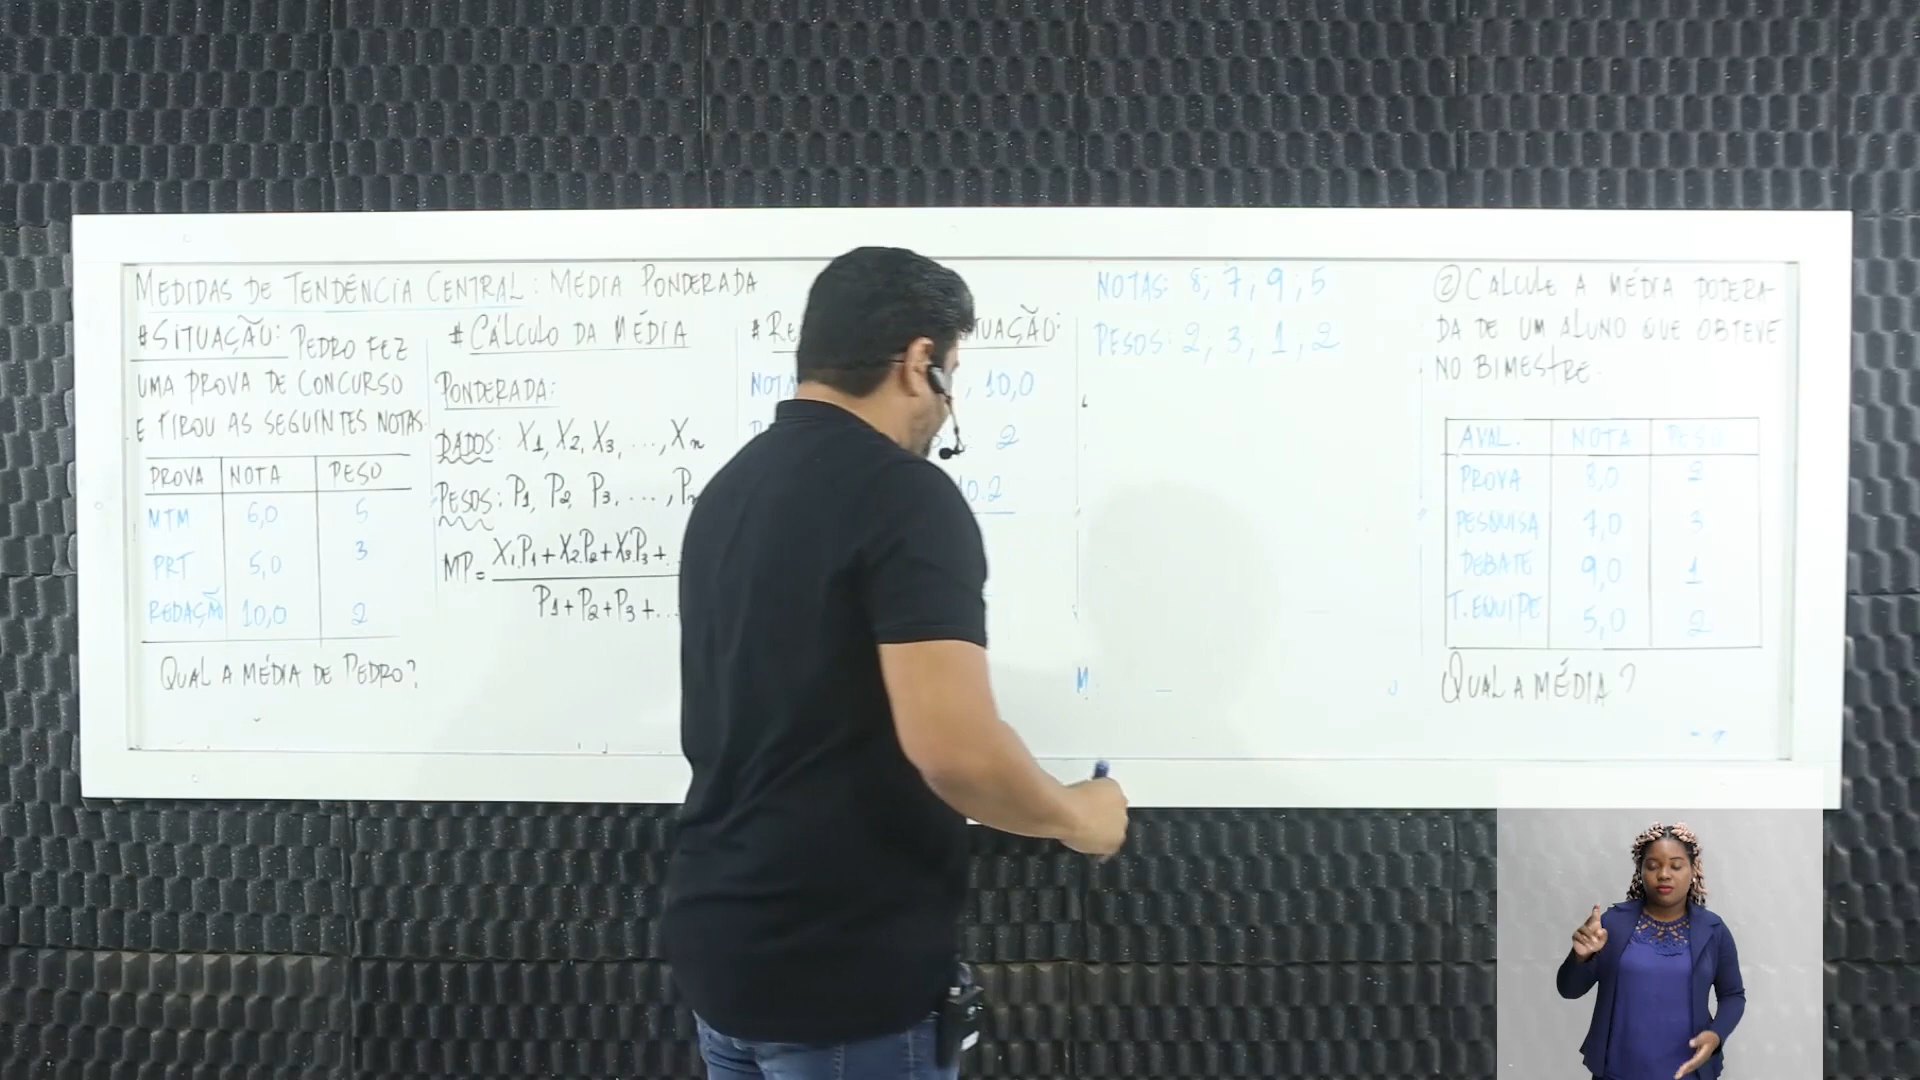 MEDIDAS DE TENDÊNCIA CENTRAL: MÉDIA PONDERADA
# SITUAÇÃO: PEDRO FEZ
UMA PROVA DE CONCURSO
E TIROU AS SEGUINTES NOTAS
PROVA NOTA PESO
MTM 6,0 5
PRT 5,0 3
REDAÇÃO 10,0 2
QUAL A MÉDIA DE PEDRO?
# CÁLCULO DA MÉDIA
PONDERADA:
DADOS: X1, X2, X3, ..., Xn
PESOS: P1, P2, P3, ...,
MP = X1.P1 + X2.P2 + X3.P3 + ...
P1 + P2 + P3 + ...
, 10,0
2
10.2
NOTAS: 8; 7; 9; 5
PESOS: 2; 3; 1; 2
② CALCULE A MÉDIA PODERA-
DA DE UM ALUNO QUE OBTEVE
NO BIMESTRE.
AVAL. NOTA PESO
PROVA 8,0 2
PESQUISA 7,0 3
DEBATE 9,0 1
T. EQUIPE 5,0 2
QUAL A MÉDIA?